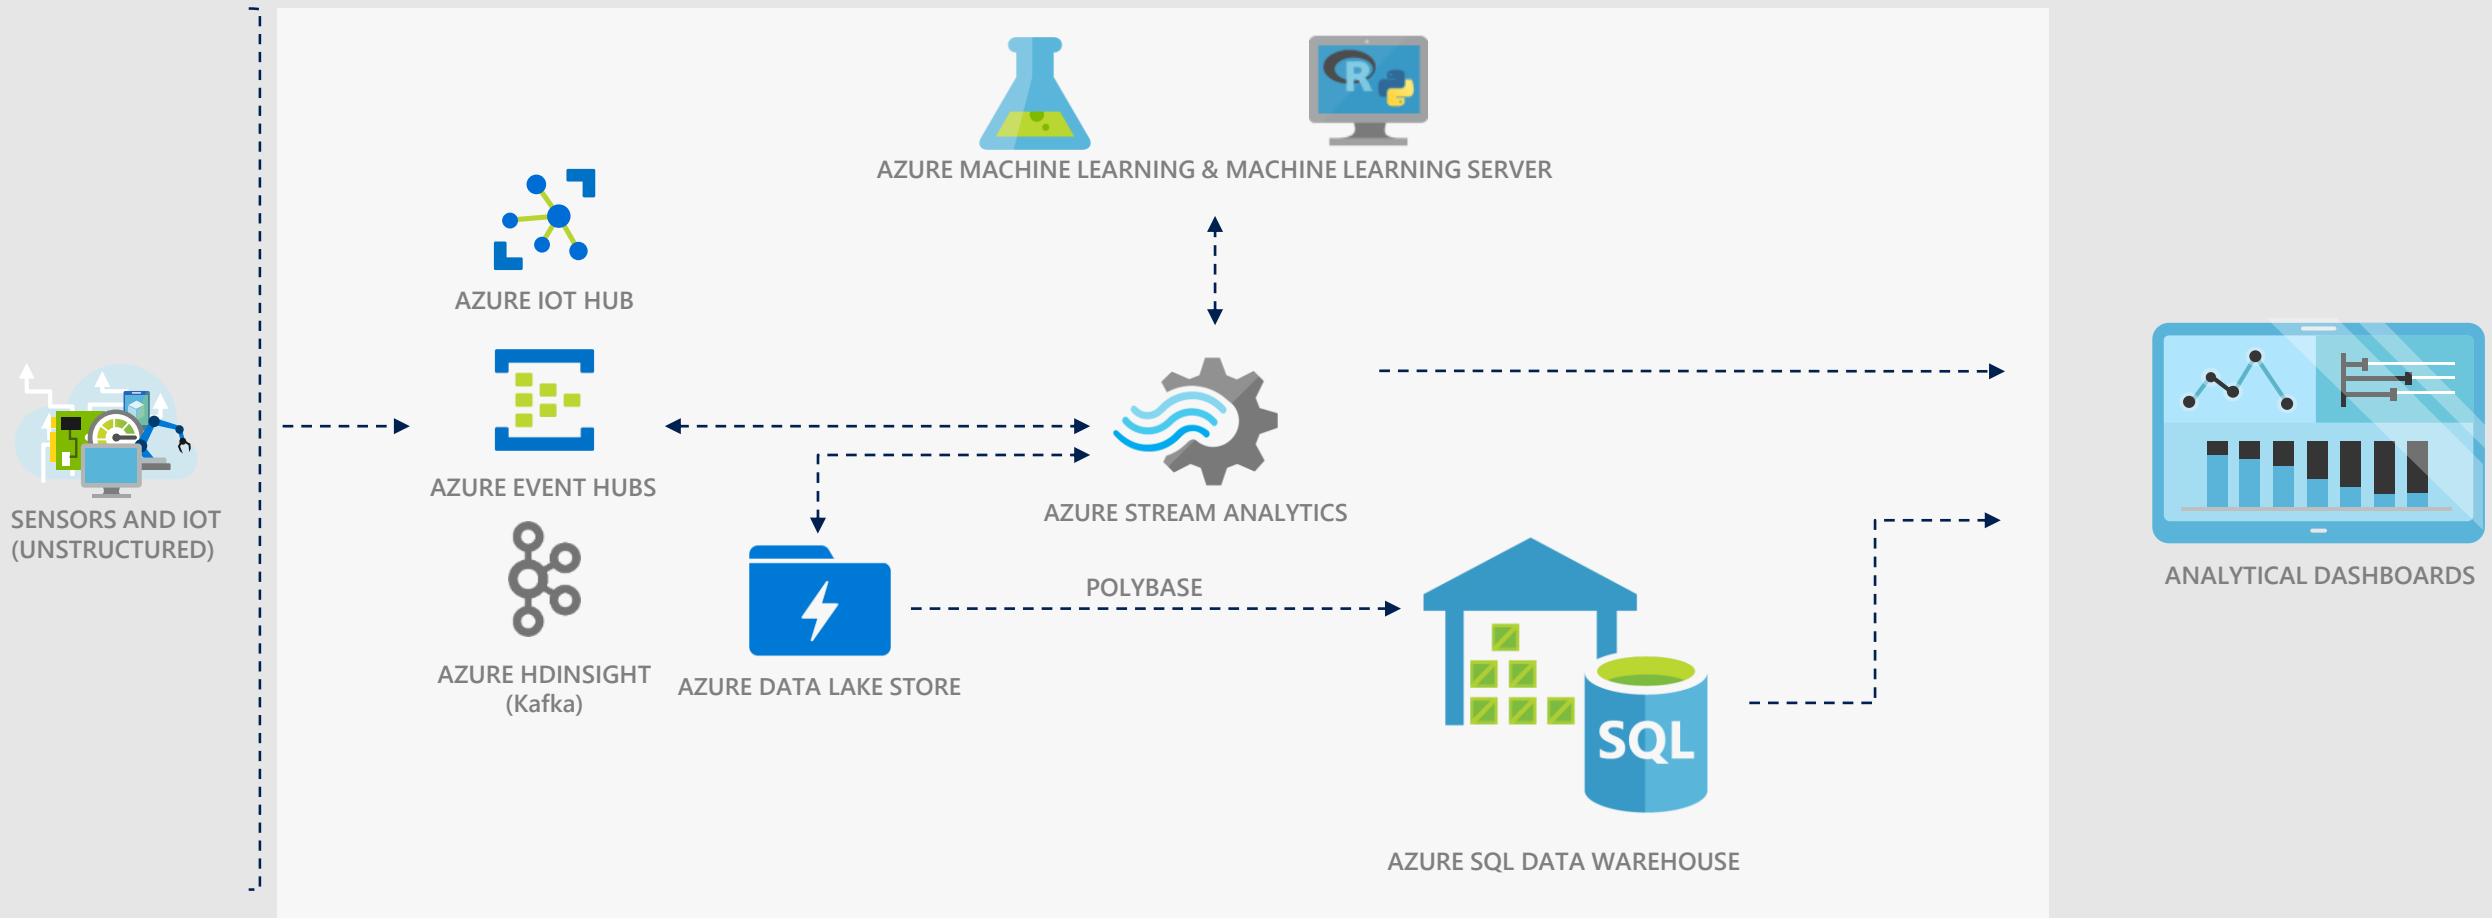 AZURE MACHINE LEARNING & MACHINE LEARNING SERVER
R
AZURE IOT HUB
AZURE EVENT HUBS
SENSORS AND IOT
(UNSTRUCTURED)
AZURE STREAM ANALYTICS
POLYBASE
ANALYTICAL DASHBOARDS
AZURE HDINSIGHT
(Kafka)
AZURE DATA LAKE STORE
SQL
AZURE SQL DATA WAREHOUSE